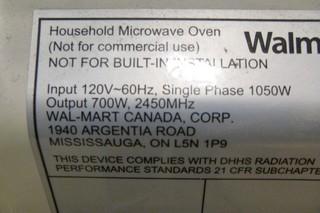 Household Microwave Oven
(Not for commercial use)
NOT FOR BUILT-IN INSTALLATION
Input 120V~60Hz, Single Phase 1050W
Output 700W, 2450MHz
WAL-MART CANADA, CORP.
1940 ARGENTIA ROAD
MISSISSAUGA, ON L5N 1P9
THIS DEVICE COMPLIES WITH DHHS RADIATION
PERFORMANCE STANDARDS 21 CFR SUBCHAPTE